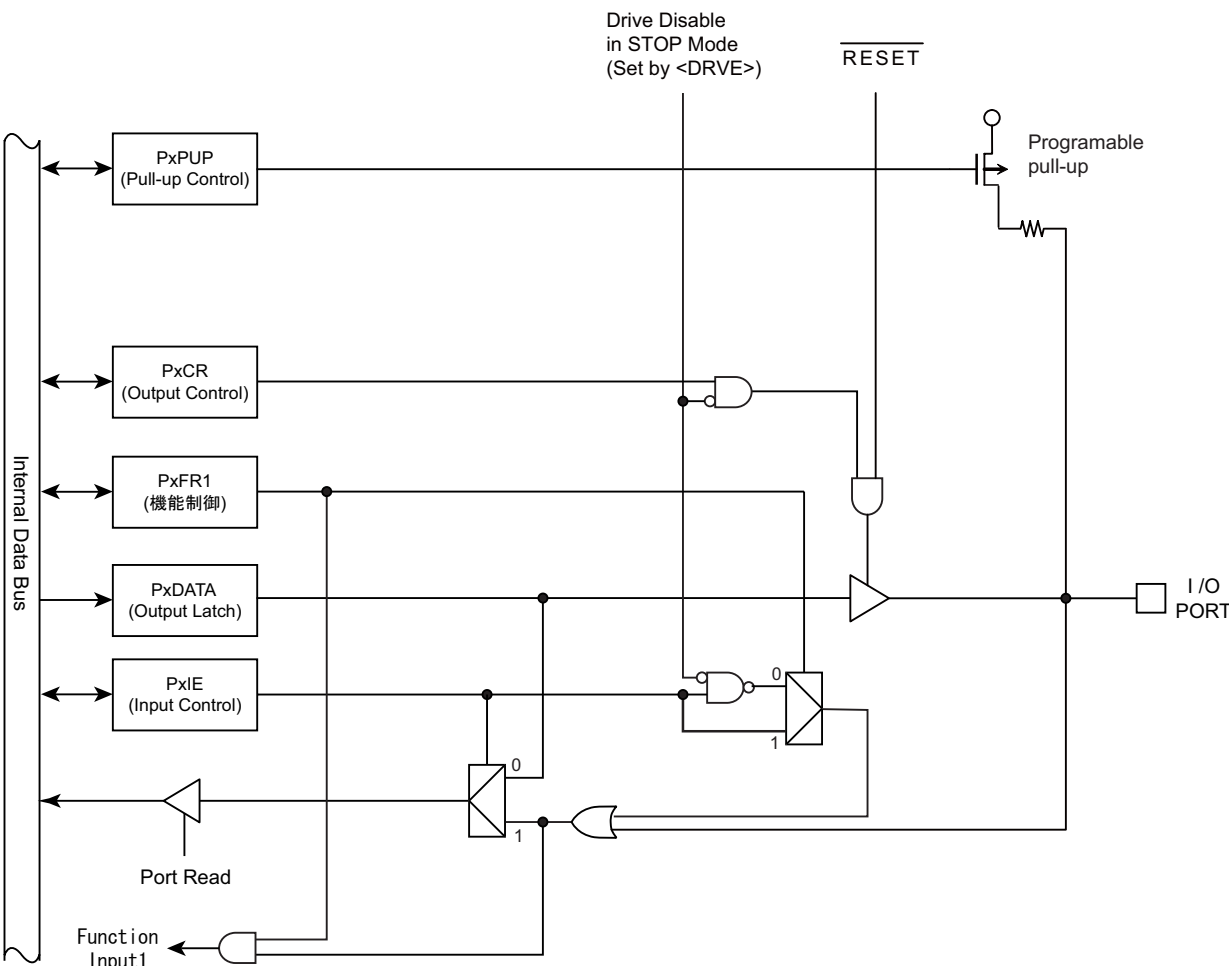 Drive Disable
in STOP Mode
(Set by <DRVE>)
RESET
Programable
pull-up
PxPUP
(Pull-up Control)
PxCR
(Output Control)
Internal Data Bus
PxFR1
(機能制御)
PxDATA
(Output Latch)
I /O
PORT
PxIE
(Input Control)
0
1
0
1
Port Read
Function
Input1